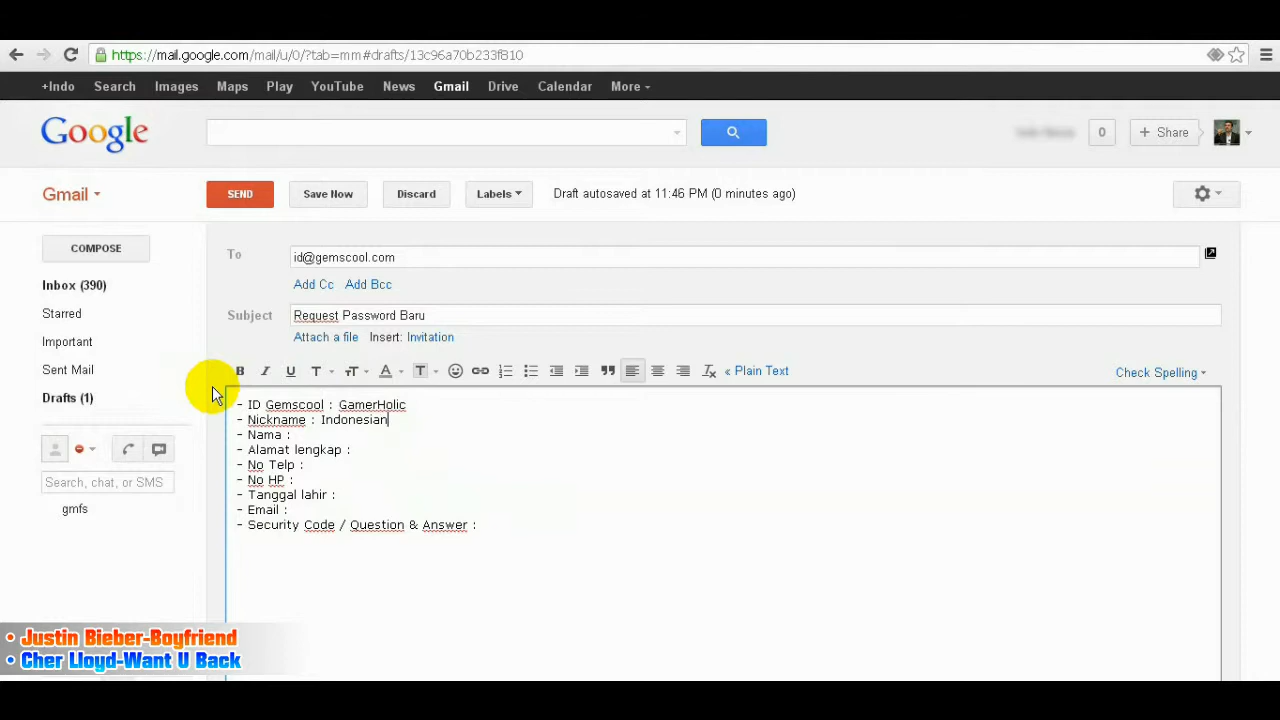 https://mail.google.com/mail/u/0/?tab=mm#drafts/13c96a70b233f810
+Indo Search Images Maps Play YouTube News Gmail Drive Calendar More
Google 0 + Share
Gmail SEND Save Now Discard Labels Draft autosaved at 11:46 PM (0 minutes ago)
COMPOSE
Inbox (390)
Starred
Important
Sent Mail
Drafts (1)
Search, chat, or SMS
gmfs
To id@gemscool.com
Add Cc Add Bcc
Subject Request Password Baru
Attach a file Insert: Invitation
B I U T T A T « Plain Text Check Spelling
- ID Gemscool : GamerHolic
- Nickname : Indonesian
- Nama :
- Alamat lengkap :
- No Telp :
- No HP :
- Tanggal lahir :
- Email :
- Security Code / Question & Answer :
• Justin Bieber-Boyfriend
• Cher Lloyd-Want U Back